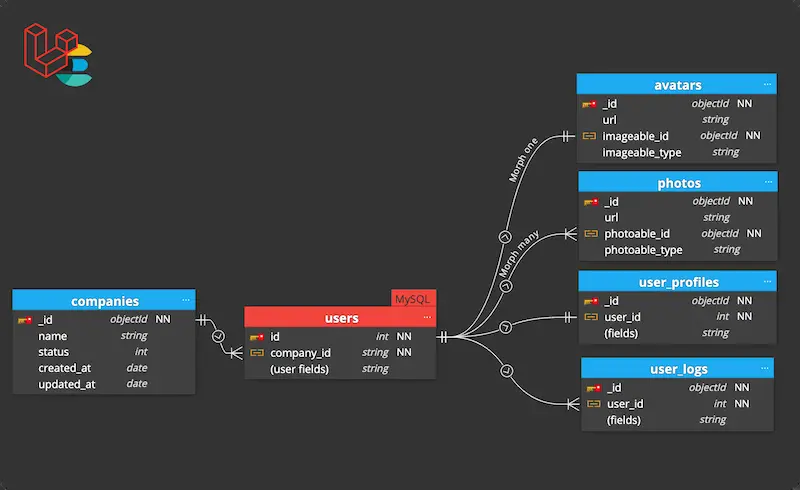 avatars ...
_id objectId NN
url string
imageable_id objectId NN
imageable_type string
Morph one
photos ...
_id objectId NN
url string
photoable_id objectId NN
photoable_type string
Morph many
user_profiles ...
_id objectId NN
user_id int NN
(fields) string
companies ...
_id objectId NN
name string
status int
created_at date
updated_at date
MySQL
users ...
id int NN
company_id string NN
(user fields) string
user_logs ...
_id objectId NN
user_id int NN
(fields) string